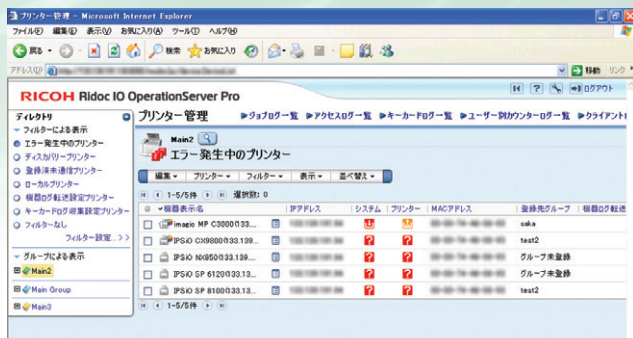 プリンター管理 - Microsoft Internet Explorer
ファイル(F) 編集(E) 表示(V) お気に入り(A) ツール(T) ヘルプ(H)
戻る 検索 お気に入り
アドレス(D) 移動 リンク
ログアウト
RICOH Ridoc IO OperationServer Pro
ディレクトリ
プリンター管理 ▶ジョブログ一覧 ▶アクセスログ一覧 ▶キーカードログ一覧 ▶ユーザー別カウンターログ一覧 ▶クライアント
フィルターによる表示
エラー発生中のプリンター
ディスカバリープリンター
登録済未通信プリンター
ローカルプリンター
機器ログ転送設定プリンター
キーカードログ収集設定プリンター
フィルターなし
フィルター設定...>>
グループによる表示
Main2
Main Group
Main3
Main2
エラー発生中のプリンター
編集 プリンター フィルター 表示 並べ替え
1-5/5件 選択数: 0
機器表示名 IPアドレス システム プリンター MACアドレス 登録先グループ 機器ログ転送
imagio MP C3000(133.... saka
IPSiO CX9800(133.139... test2
IPSiO NX850(133.139.... グループ未登録
IPSiO SP 6120(133.13... グループ未登録
IPSiO SP 8100(133.13... test2
1-5/5件